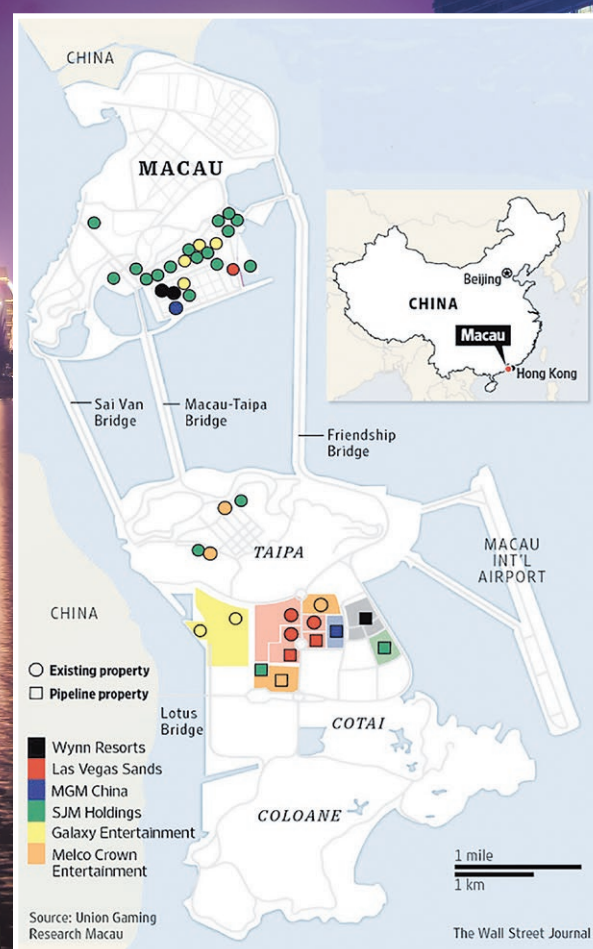 CHINA
MACAU
Beijing
CHINA
Macau
Hong Kong
Sai Van
Bridge
Macau-Taipa
Bridge
Friendship
Bridge
TAIPA
MACAU
INT'L
AIRPORT
CHINA
Existing property
Pipeline property
Lotus
Bridge
COTAI
Wynn Resorts
Las Vegas Sands
MGM China
SJM Holdings
Galaxy Entertainment
Melco Crown
Entertainment
COLOANE
1 mile
1 km
Source: Union Gaming
Research Macau
The Wall Street Journal